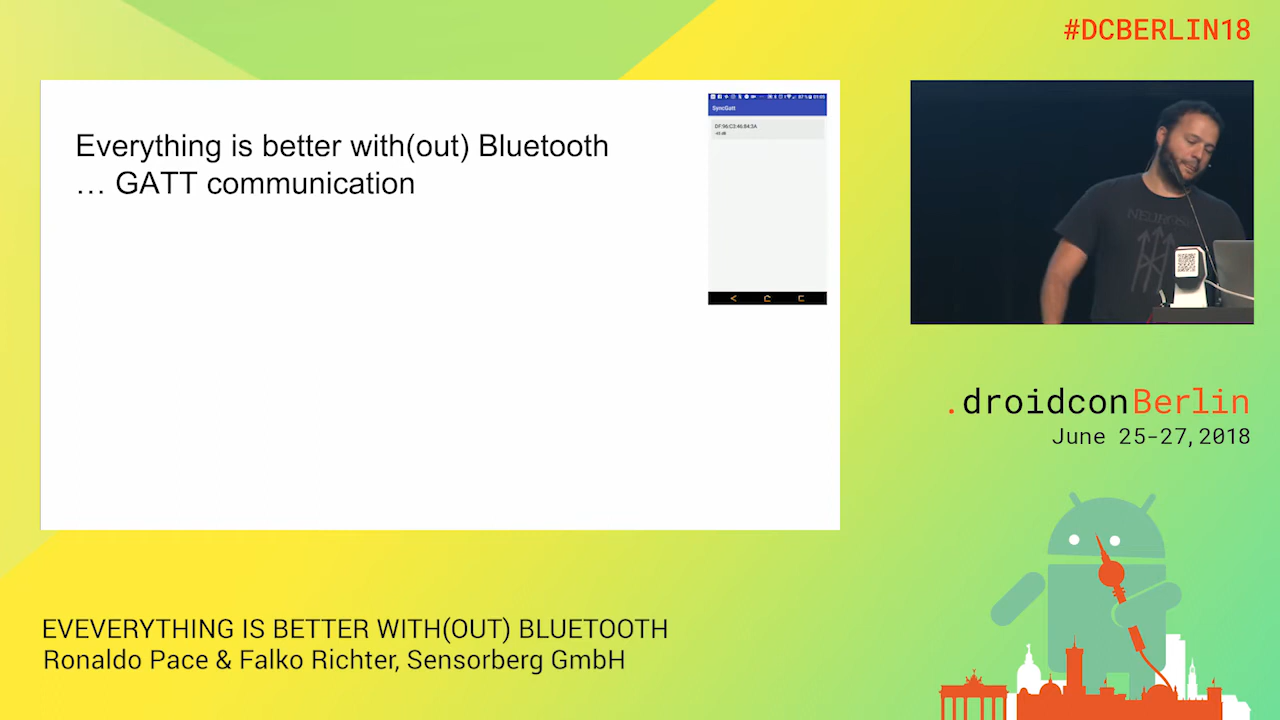 #DCBERLIN18
Everything is better with(out) Bluetooth
… GATT communication
SyncGatt
.droidconBerlin
June 25-27,2018
EVEVERYTHING IS BETTER WITH(OUT) BLUETOOTH
Ronaldo Pace & Falko Richter, Sensorberg GmbH